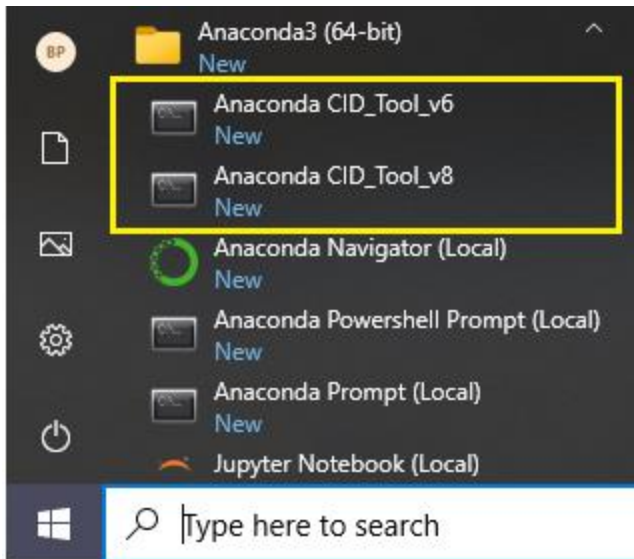 BP
Anaconda3 (64-bit)
New
Anaconda CID_Tool_v6
New
Anaconda CID_Tool_v8
New
Anaconda Navigator (Local)
New
Anaconda Powershell Prompt (Local)
New
Anaconda Prompt (Local)
New
Jupyter Notebook (Local)
Type here to search